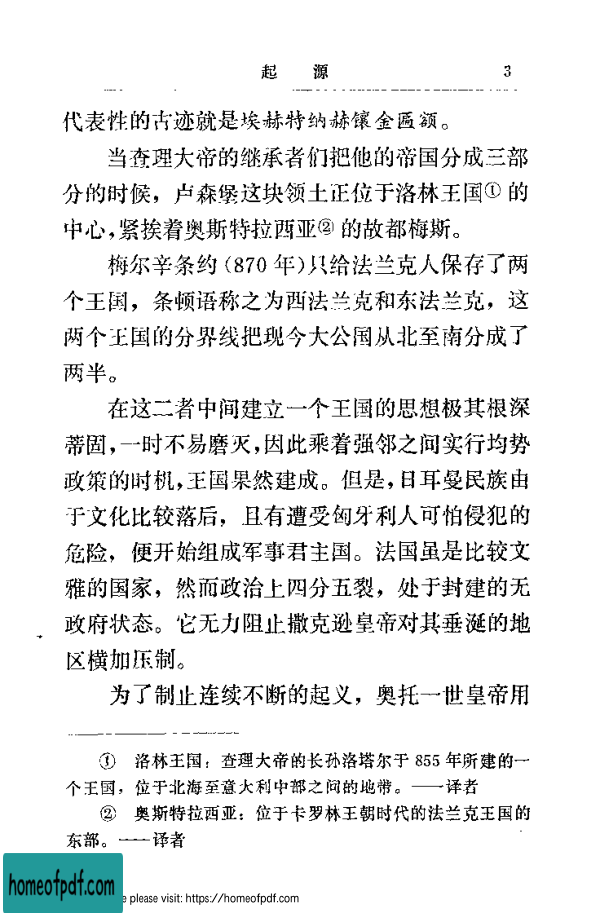 起 源 3
代表性的古迹就是埃赫特纳赫镶金匾额。
当查理大帝的继承者们把他的帝国分成三部
分的时候，卢森堡这块领土正位于洛林王国①的
中心，紧挨着奥斯特拉西亚②的故都梅斯。
梅尔辛条约(870年)只给法兰克人保存了两
个王国，条顿语称之为西法兰克和东法兰克，这
两个王国的分界线把现今大公国从北至南分成了
两半。
在这二者中间建立一个王国的思想极其根深
蒂固，一时不易磨灭，因此乘着强邻之间实行均势
政策的时机，王国果然建成。但是，日耳曼民族由
于文化比较落后，且有遭受匈牙利人可怕侵犯的
危险，便开始组成军事君主国。法国虽是比较文
雅的国家，然而政治上四分五裂，处于封建的无
政府状态。它无力阻止撒克逊皇帝对其垂涎的地
区横加压制。
为了制止连续不断的起义，奥托一世皇帝用
① 洛林王国：查理大帝的长孙洛塔尔于855年所建的一
个王国，位于北海至意大利中部之间的地带。——译者
② 奥斯特拉西亚：位于卡罗林王朝时代的法兰克王国的
东部。——译者
homeofpdf.com
please visit: https://homeofpdf.com